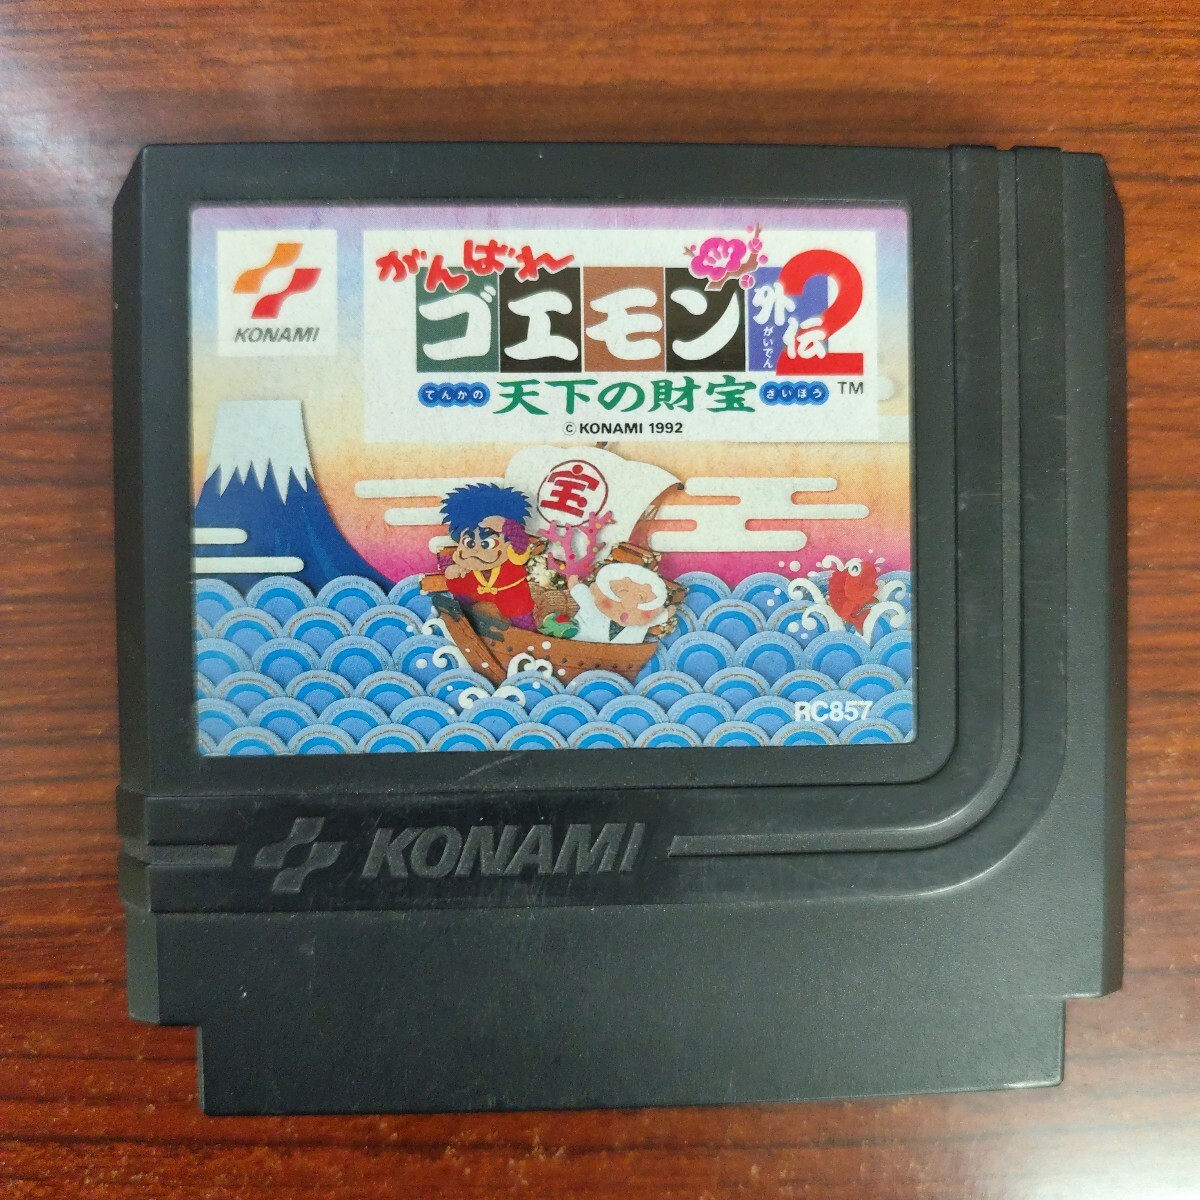 KONAMI
がんばれ
ゴエモン
外伝
がいでん
2
てんかの 天下の財宝 ざいほう TM
© KONAMI 1992
宝
RC857
KONAMI